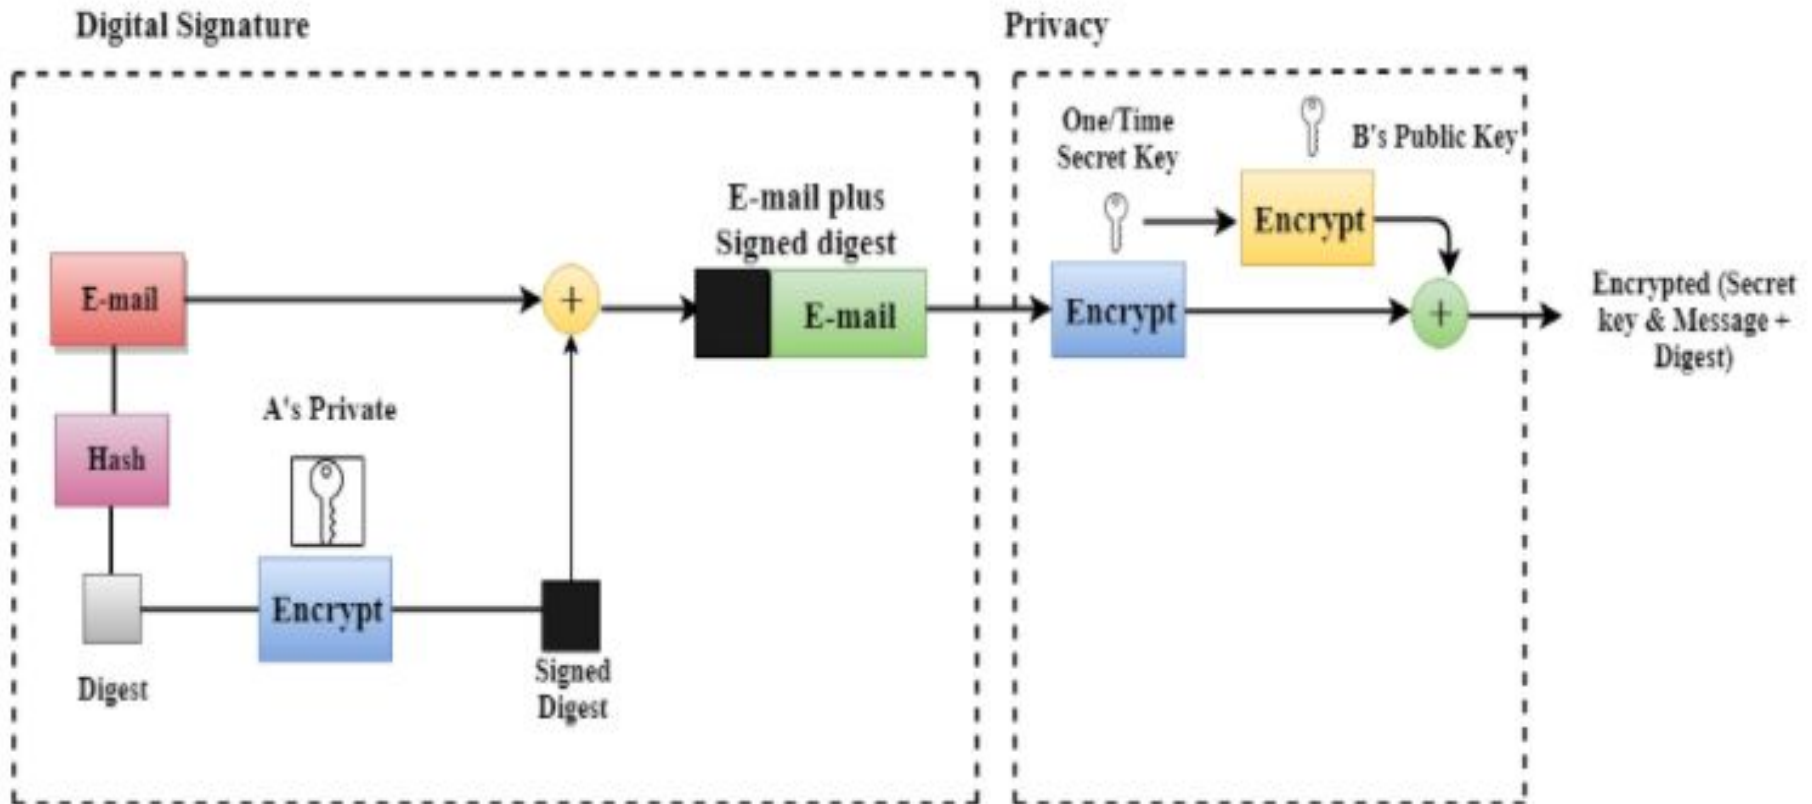 Digital Signature
Privacy
One/Time
Secret Key
B's Public Key
Encrypt
E-mail plus
Signed digest
E-mail
+
E-mail
Encrypt
+
Encrypted (Secret
key & Message +
Digest)
A's Private
Hash
Encrypt
Digest
Signed
Digest